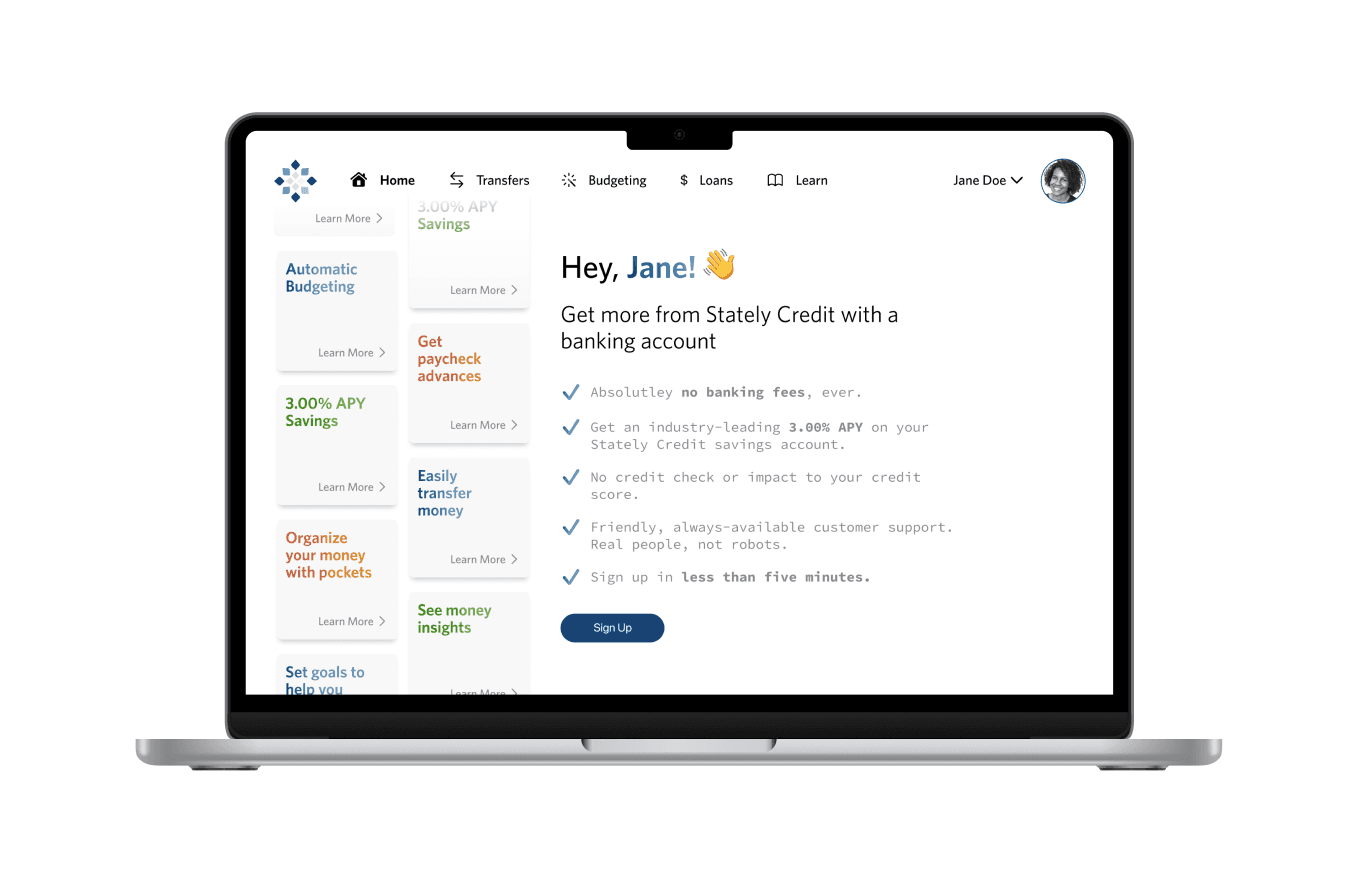 Home
Transfers
Budgeting
$ Loans
Learn
Jane Doe
Learn More
Automatic
Budgeting
Learn More
3.00% APY
Savings
Learn More
Organize
your money
with pockets
Learn More
Set goals to
help you
3.00% APY
Savings
Learn More
Get
paycheck
advances
Learn More
Easily
transfer
money
Learn More
See money
insights
Learn More
Hey, Jane! 👋
Get more from Stately Credit with a
banking account
Absolutley no banking fees, ever.
Get an industry-leading 3.00% APY on your
Stately Credit savings account.
No credit check or impact to your credit
score.
Friendly, always-available customer support.
Real people, not robots.
Sign up in less than five minutes.
Sign Up